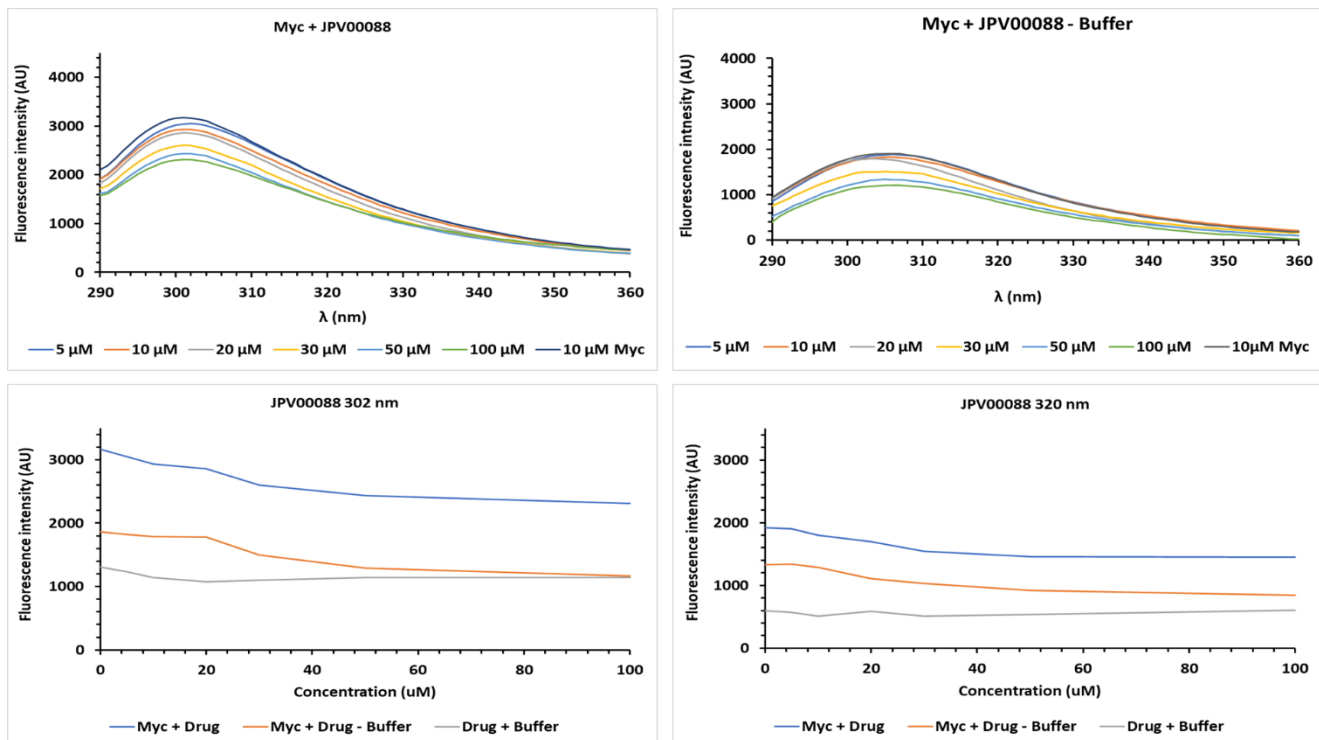 Myc + JPV00088
Fluorescence intensity (AU)
4000
3000
2000
1000
0
290 300 310 320 330 340 350 360
λ (nm)
5 µM 10 µM 20 µM 30 µM 50 µM 100 µM 10 µM Myc
Myc + JPV00088 - Buffer
Fluorescence intnesity (AU)
4000
3000
2000
1000
0
290 300 310 320 330 340 350 360
λ (nm)
5 µM 10 µM 20 µM 30 µM 50 µM 100 µM 10µM Myc
JPV00088 302 nm
Fluorescence intensity (AU)
3000
2000
1000
0
0 20 40 60 80 100
Concentration (uM)
Myc + Drug Myc + Drug - Buffer Drug + Buffer
JPV00088 320 nm
Fluorescence intensity (AU)
3000
2000
1000
0
0 20 40 60 80 100
Concentration (uM)
Myc + Drug Myc + Drug - Buffer Drug + Buffer